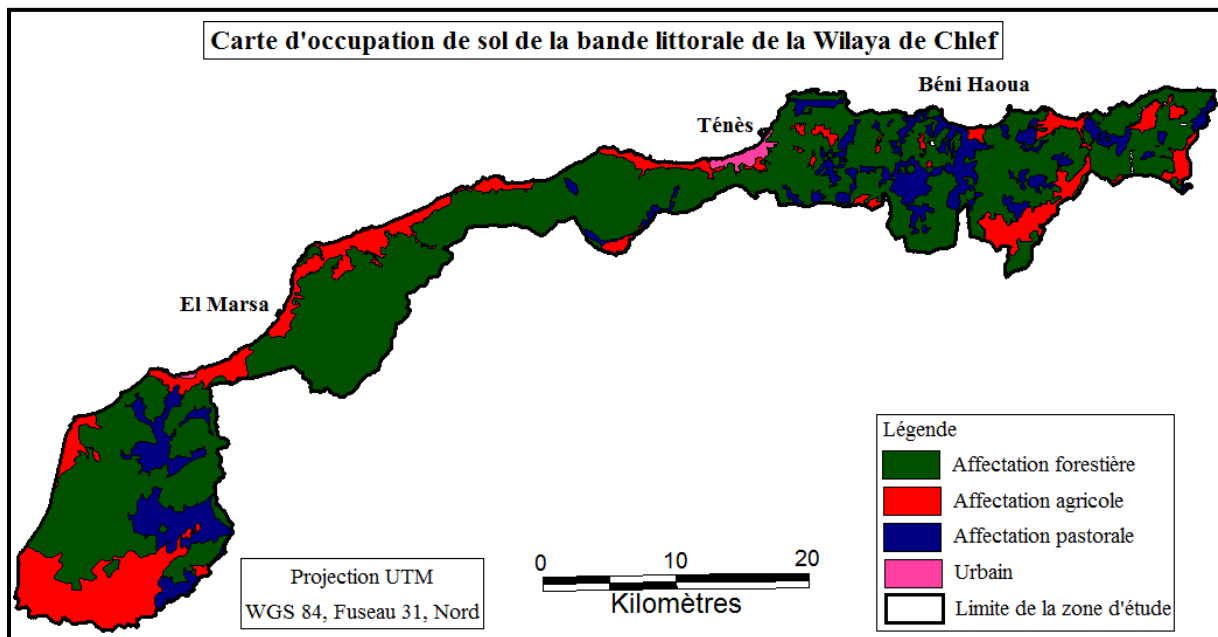 Carte d'occupation de sol de la bande littorale de la Wilaya de Chlef
Béni Haoua
Ténès
El Marsa
Légende
Affectation forestière
Affectation agricole
Affectation pastorale
Urbain
Limite de la zone d'étude
Projection UTM
WGS 84, Fuseau 31, Nord
0 10 20
Kilomètres